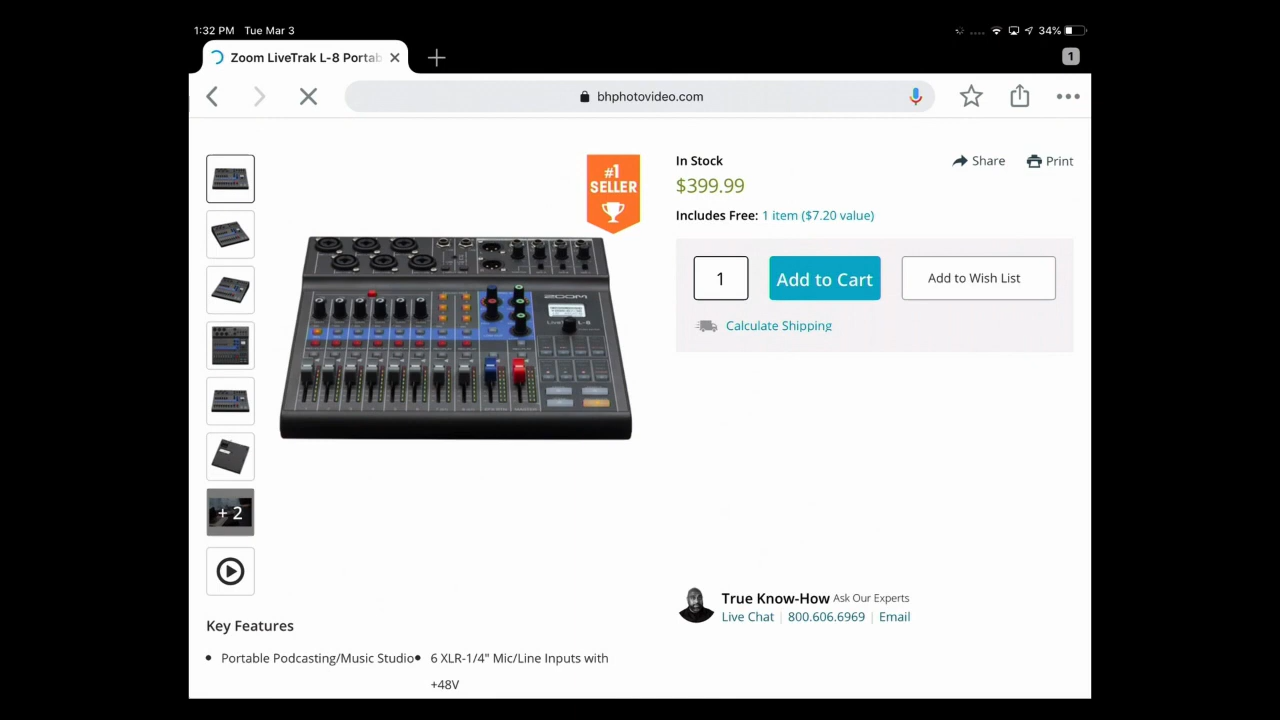 1:32 PM Tue Mar 3
34%
Zoom LiveTrak L-8 Portab
1
bhphotovideo.com
#1
SELLER
In Stock
Share
Print
$399.99
Includes Free: 1 item ($7.20 value)
1
Add to Cart
Add to Wish List
Calculate Shipping
ZOOM
L-8
+ 2
True Know-How Ask Our Experts
Live Chat | 800.606.6969 | Email
Key Features
• Portable Podcasting/Music Studio
• 6 XLR-1/4" Mic/Line Inputs with
+48V